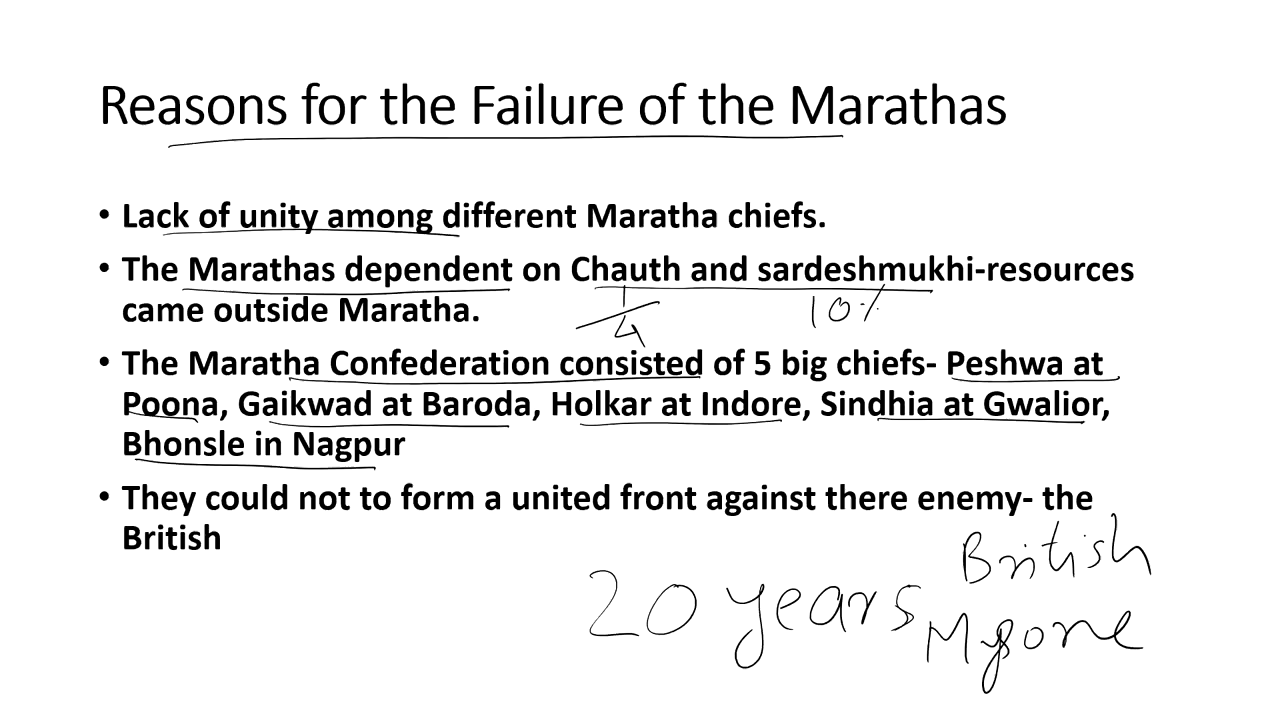 Reasons for the Failure of the Marathas
• Lack of unity among different Maratha chiefs.
• The Marathas dependent on Chauth and sardeshmukhi-resources
came outside Maratha.
1/4 10%
• The Maratha Confederation consisted of 5 big chiefs- Peshwa at
Poona, Gaikwad at Baroda, Holkar at Indore, Sindhia at Gwalior,
Bhonsle in Nagpur
• They could not to form a united front against there enemy- the
British
British
20 years
Mysore